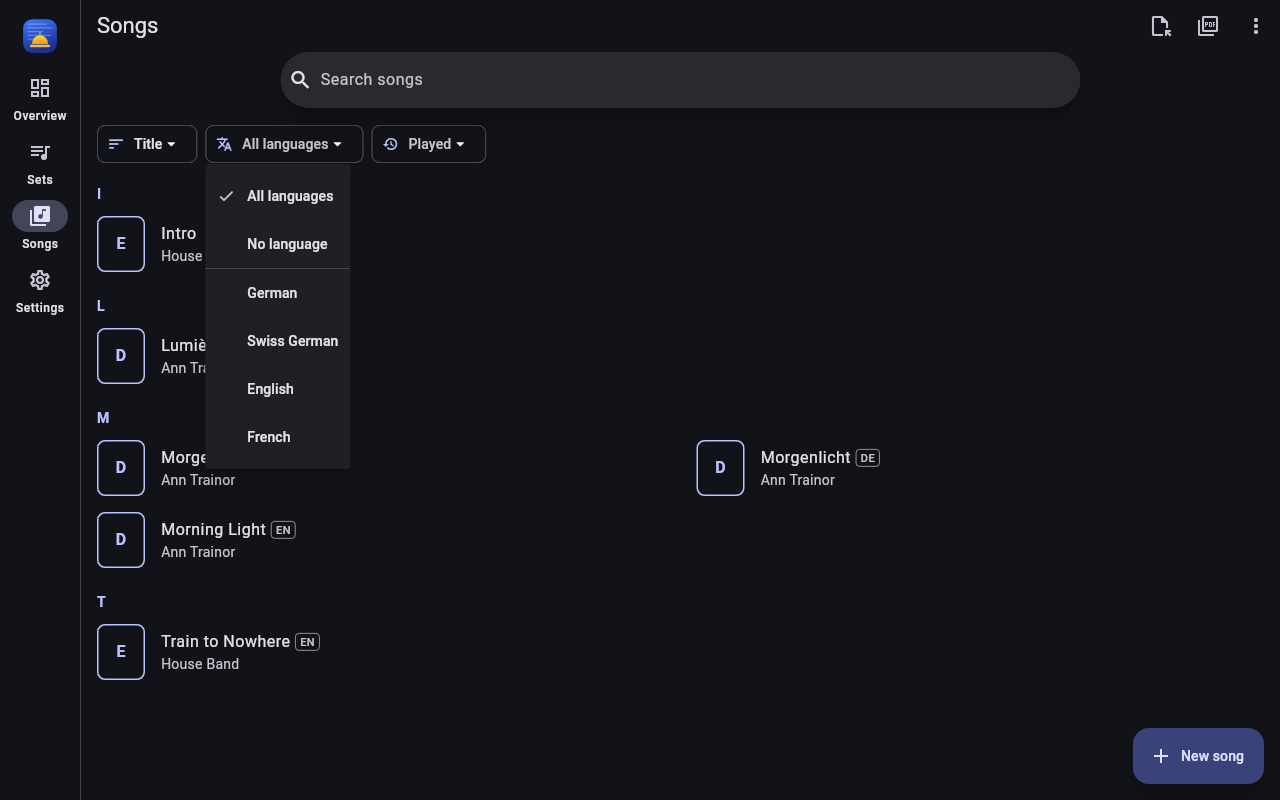 Songs
PDF
Search songs
Overview
Sets
Songs
Settings
Title
All languages
Played
All languages
No language
German
Swiss German
English
French
I
E
Intro
House
L
D
Lumiè
Ann Tra
M
D
Morge
Ann Trainor
D
Morgenlicht DE
Ann Trainor
D
Morning Light EN
Ann Trainor
T
E
Train to Nowhere EN
House Band
New song